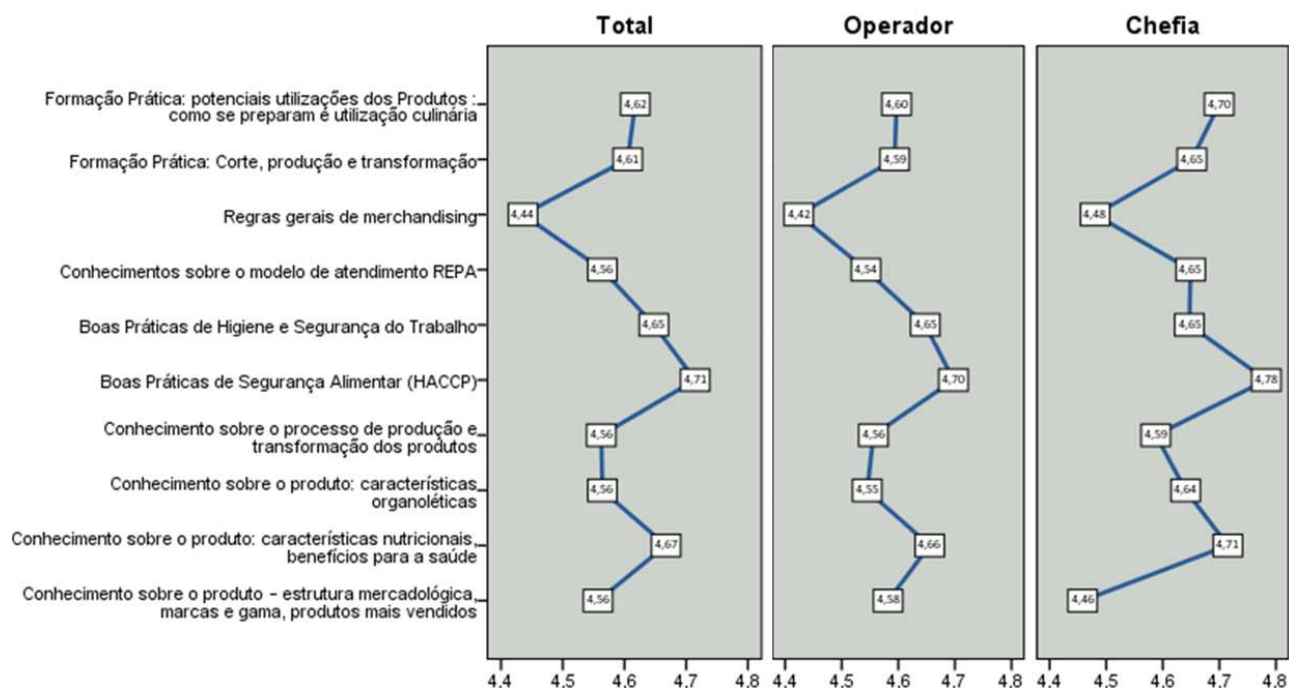 Total Operador Chefia
Formação Prática: potenciais utilizações dos Produtos :
como se preparam e utilização culinária
4,62 4,60 4,70
Formação Prática: Corte, produção e transformação
4,61 4,59 4,65
Regras gerais de merchandising
4,44 4,42 4,48
Conhecimentos sobre o modelo de atendimento REPA
4,56 4,54 4,65
Boas Práticas de Higiene e Segurança do Trabalho
4,65 4,65 4,65
Boas Práticas de Segurança Alimentar (HACCP)
4,71 4,70 4,78
Conhecimento sobre o processo de produção e
transformação dos produtos
4,56 4,56 4,59
Conhecimento sobre o produto: características
organoléticas
4,56 4,55 4,64
Conhecimento sobre o produto: características nutricionais,
benefícios para a saúde
4,67 4,66 4,71
Conhecimento sobre o produto – estrutura mercadológica,
marcas e gama, produtos mais vendidos
4,56 4,58 4,46
4,4 4,5 4,6 4,7 4,8 4,4 4,5 4,6 4,7 4,8 4,4 4,5 4,6 4,7 4,8